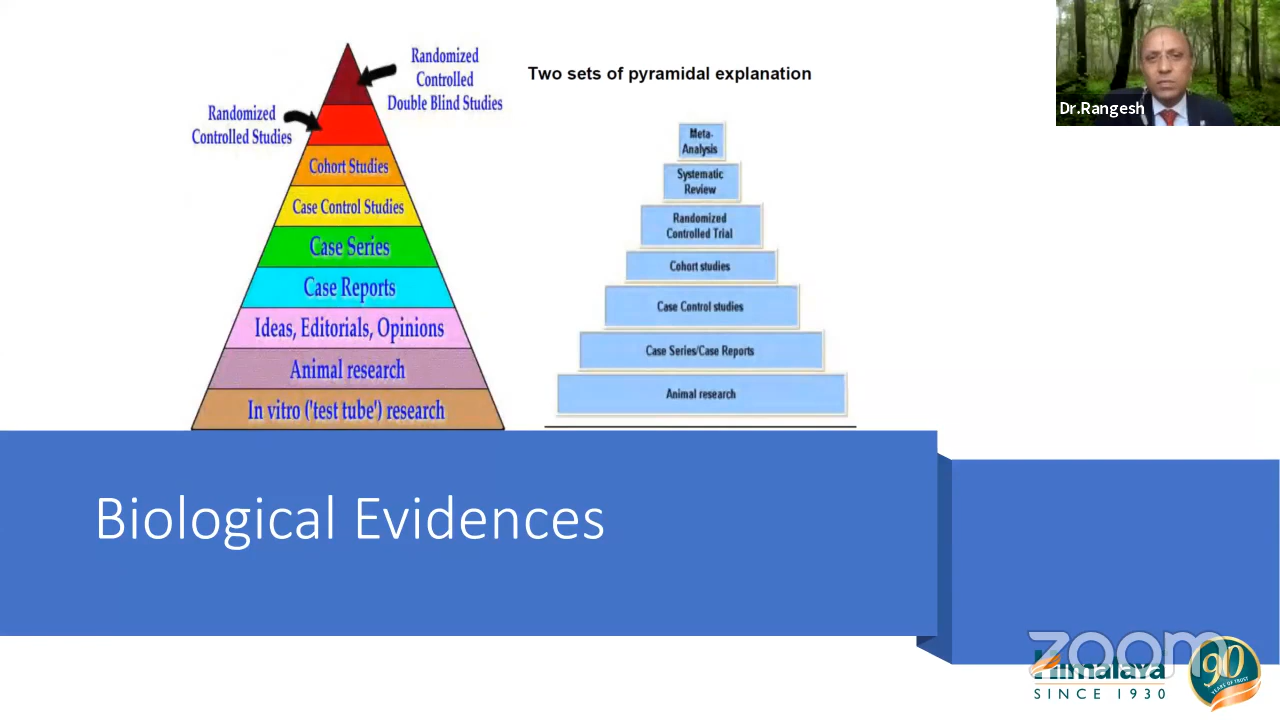 Randomized
Controlled
Double Blind Studies
Randomized
Controlled Studies
Cohort Studies
Case Control Studies
Case Series
Case Reports
Ideas, Editorials, Opinions
Animal research
In vitro ('test tube') research
Two sets of pyramidal explanation
Meta-
Analysis
Systematic
Review
Randomized
Controlled Trial
Cohort studies
Case Control studies
Case Series/Case Reports
Animal research
Dr.Rangesh
Biological Evidences
zoom
Himalaya
SINCE 1930
90
YEARS OF TRUST